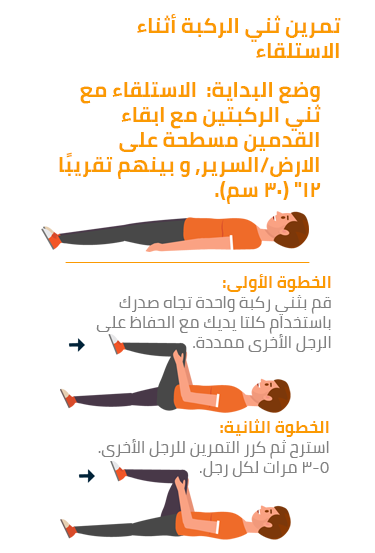 تمرين ثني الركبة أثناء
الاستلقاء
وضع البداية: الاستلقاء مع
ثني الركبتين مع ابقاء
القدمين مسطحة على
الارض/السرير, و بينهم تقريبًا
١٢" (٣٠ سم).
الخطوة الأولى:
قم بثني ركبة واحدة تجاه صدرك
باستخدام كلتا يديك مع الحفاظ على
الرجل الأخرى ممددة.
الخطوة الثانية:
استرح ثم كرر التمرين للرجل الأخرى.
٣-٥ مرات لكل رجل.